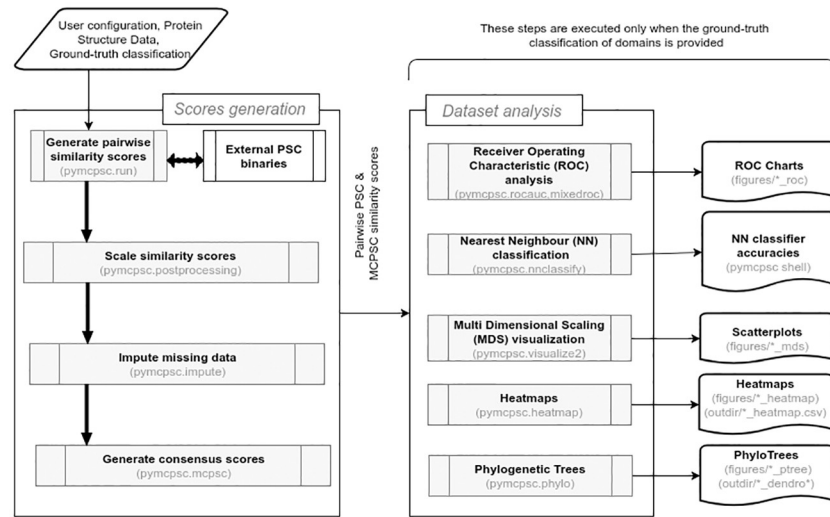 User configuration, Protein
Structure Data,
Ground-truth classification
These steps are executed only when the ground-truth
classification of domains is provided
Scores generation
Generate pairwise
similarity scores
(pymcpsc.run)
External PSC
binaries
Scale similarity scores
(pymcpsc.postprocessing)
Impute missing data
(pymcpsc.impute)
Generate consensus scores
(pymcpsc.mcpsc)
Pairwise PSC &
MCPSC similarity scores
Dataset analysis
Receiver Operating
Characteristic (ROC)
analysis
(pymcpsc.rocauc,mixedroc)
ROC Charts
(figures/*_roc)
Nearest Neighbour (NN)
classification
(pymcpsc.nnclassify)
NN classifier
accuracies
(pymcpsc shell)
Multi Dimensional Scaling
(MDS) visualization
(pymcpsc.visualize2)
Scatterplots
(figures/*_mds)
Heatmaps
(pymcpsc.heatmap)
Heatmaps
(figures/*_heatmap)
(outdir/*_heatmap.csv)
Phylogenetic Trees
(pymcpsc.phylo)
PhyloTrees
(figures/*_ptree)
(outdir/*_dendro*)